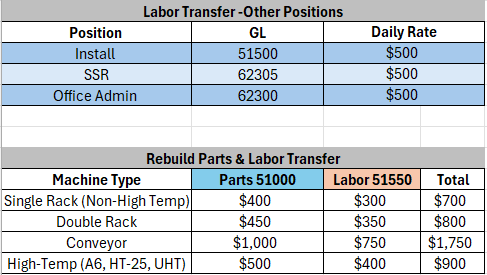 Labor Transfer -Other Positions
Position GL Daily Rate
Install 51500 $500
SSR 62305 $500
Office Admin 62300 $500
Rebuild Parts & Labor Transfer
Machine Type Parts 51000 Labor 51550 Total
Single Rack (Non-High Temp) $400 $300 $700
Double Rack $450 $350 $800
Conveyor $1,000 $750 $1,750
High-Temp (A6, HT-25, UHT) $500 $400 $900